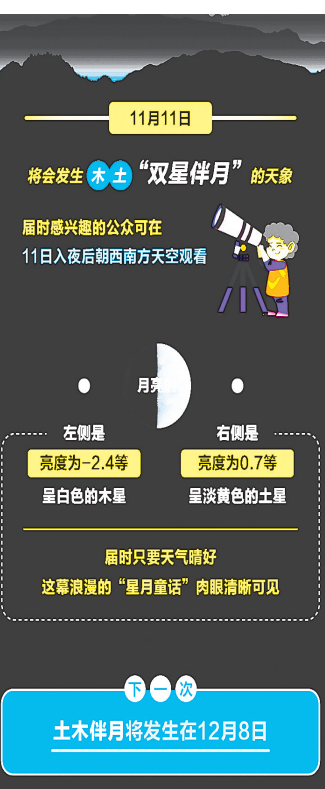 11月11日
将会发生木土“双星伴月”的天象
届时感兴趣的公众可在
11日入夜后朝西南方天空观看
月亮
左侧是
右侧是
亮度为-2.4等
亮度为0.7等
呈白色的木星
呈淡黄色的土星
届时只要天气晴好
这幕浪漫的“星月童话”肉眼清晰可见
下一次
土木伴月将发生在12月8日